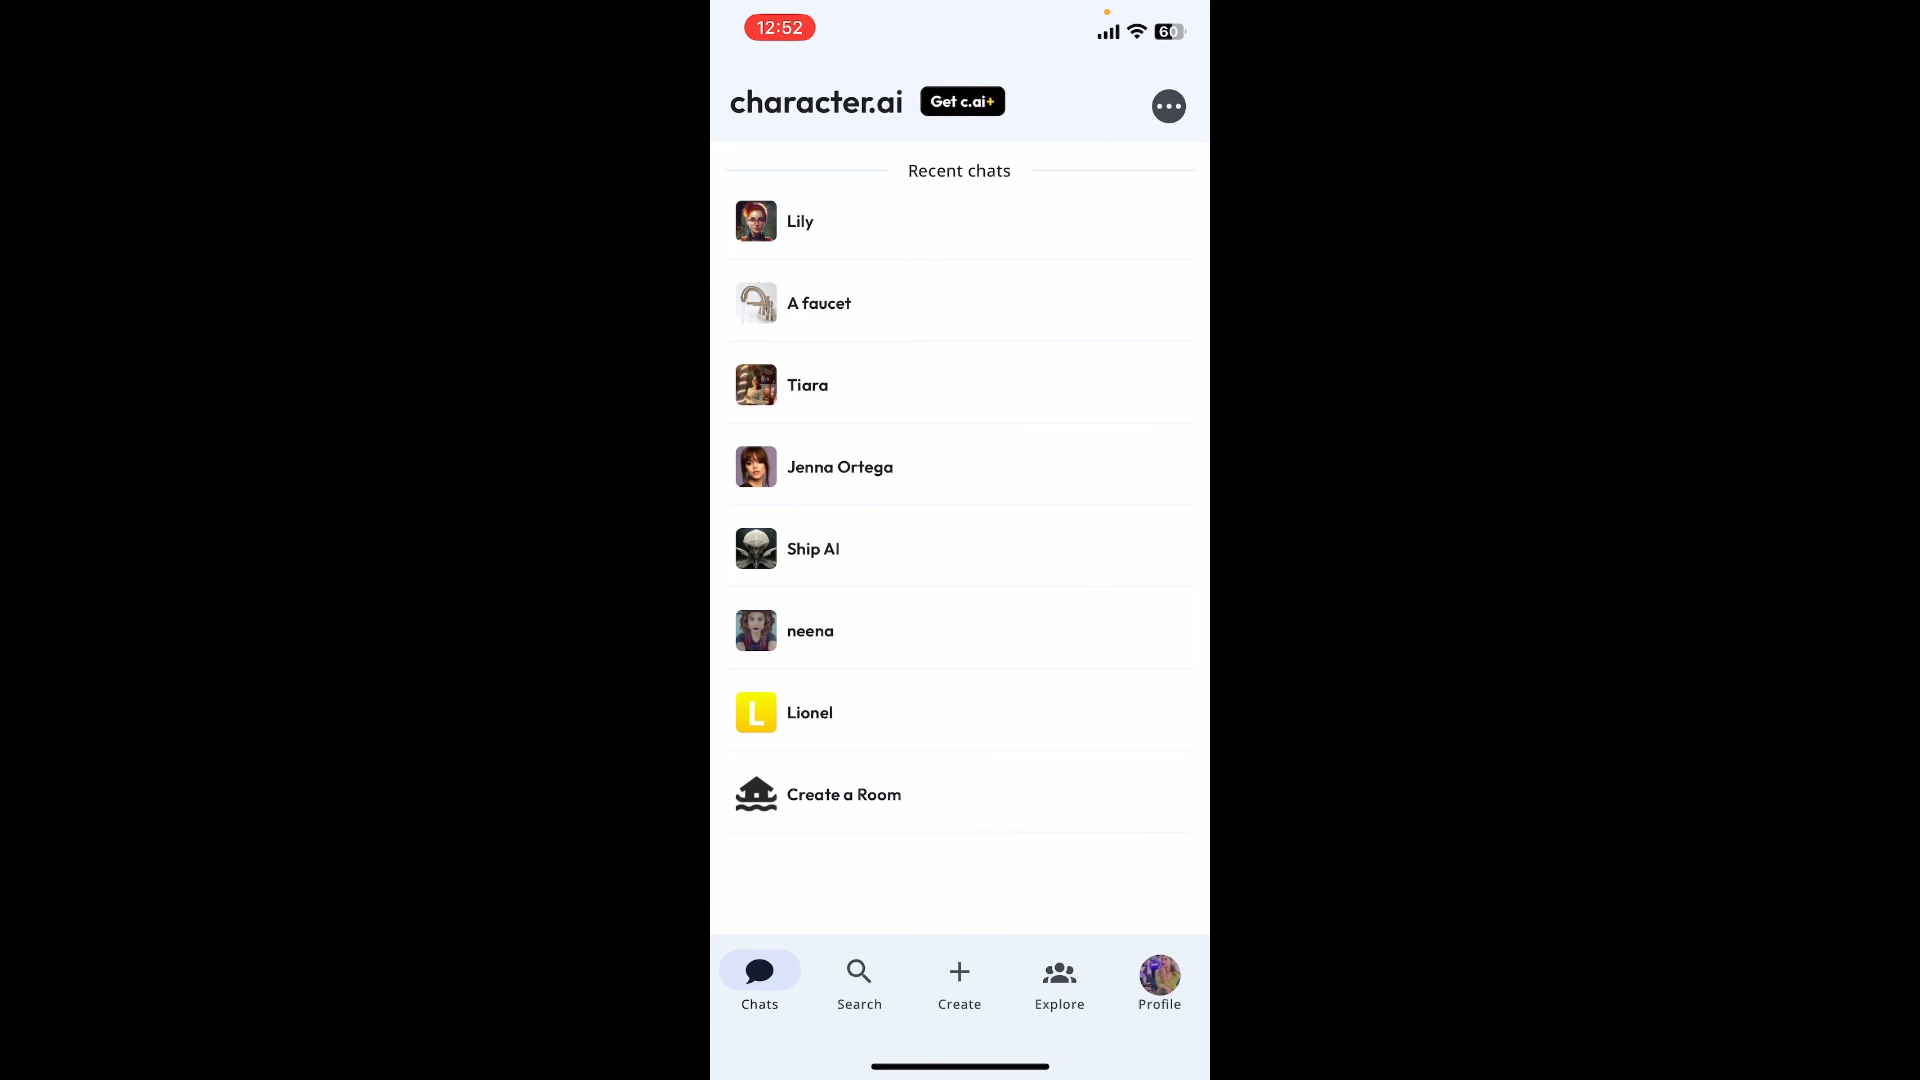 12:52
60
character.ai
Get c.ai+
Recent chats
Lily
A faucet
Tiara
Jenna Ortega
Ship AI
neena
L
Lionel
Create a Room
Chats
Search
Create
Explore
Profile